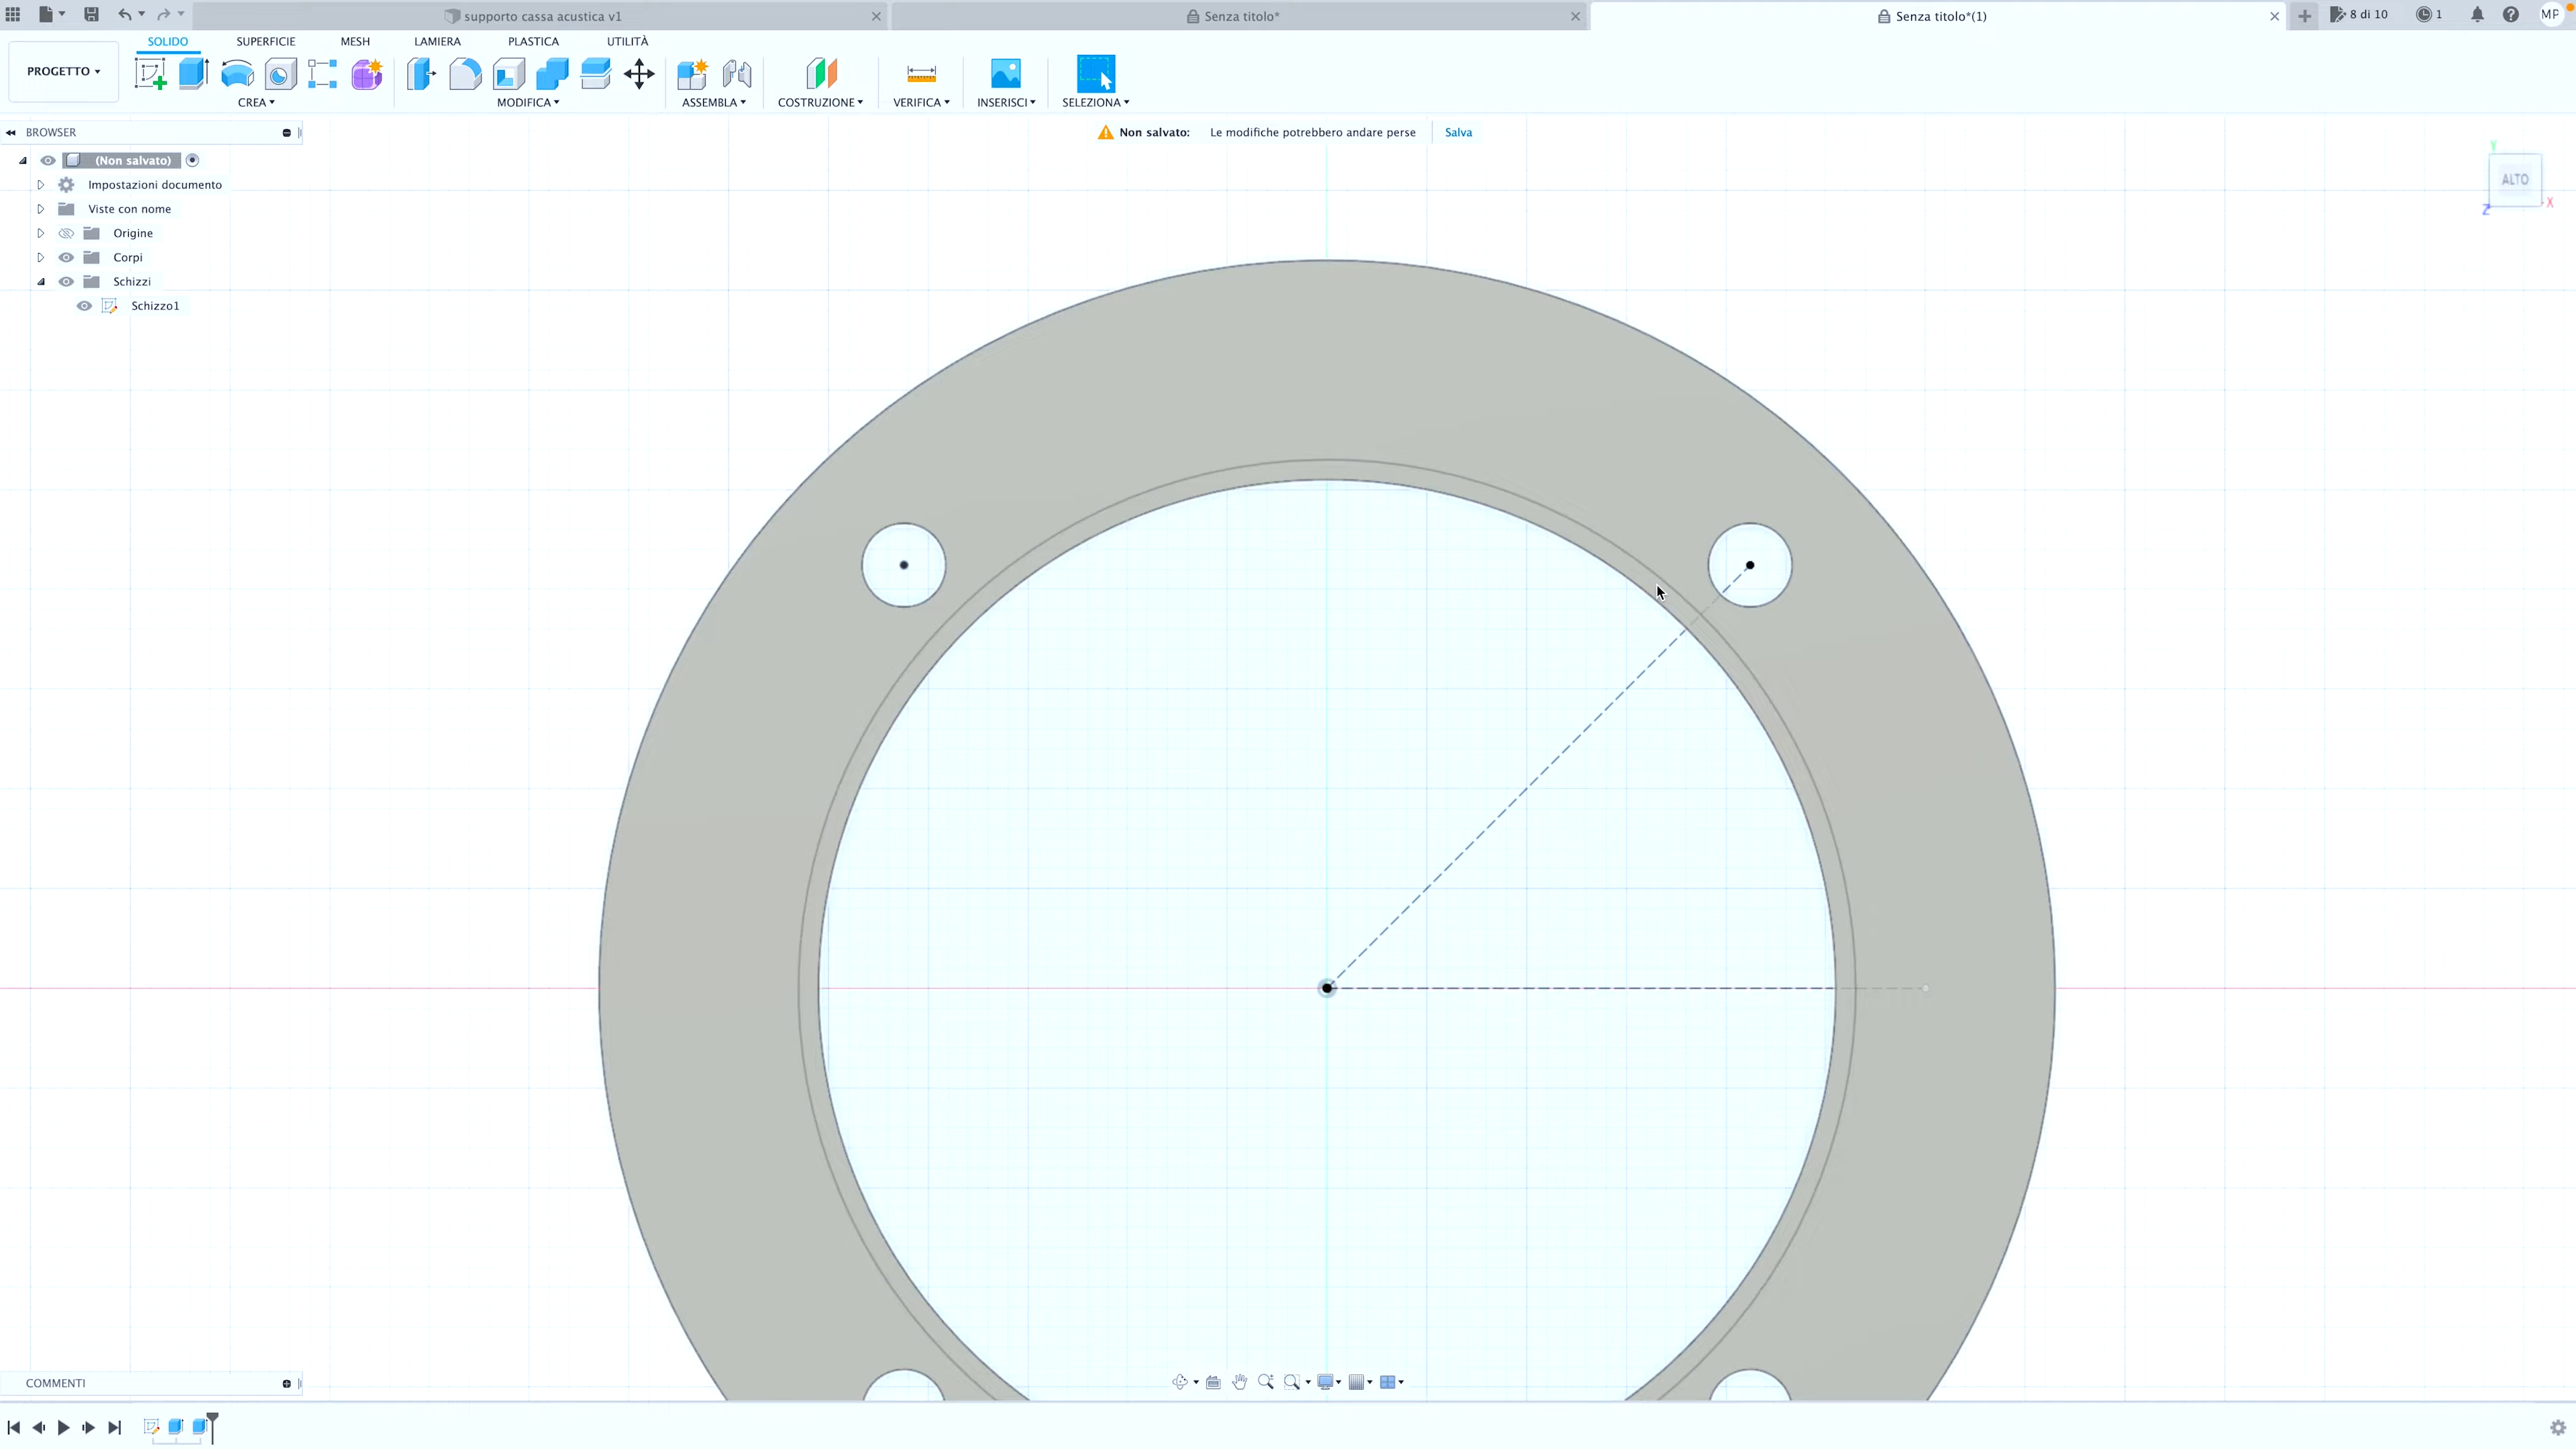 supporto cassa acustica v1
Senza titolo*
Senza titolo*(1)
8 di 10
1
MP
PROGETTO
SOLIDO
SUPERFICIE
MESH
LAMIERA
PLASTICA
UTILITÀ
CREA
MODIFICA
ASSEMBLA
COSTRUZIONE
VERIFICA
INSERISCI
SELEZIONA
BROWSER
Non salvato: Le modifiche potrebbero andare perse Salva
(Non salvato)
Impostazioni documento
Viste con nome
Origine
Corpi
Schizzi
Schizzo1
Y
ALTO
X
Z
COMMENTI